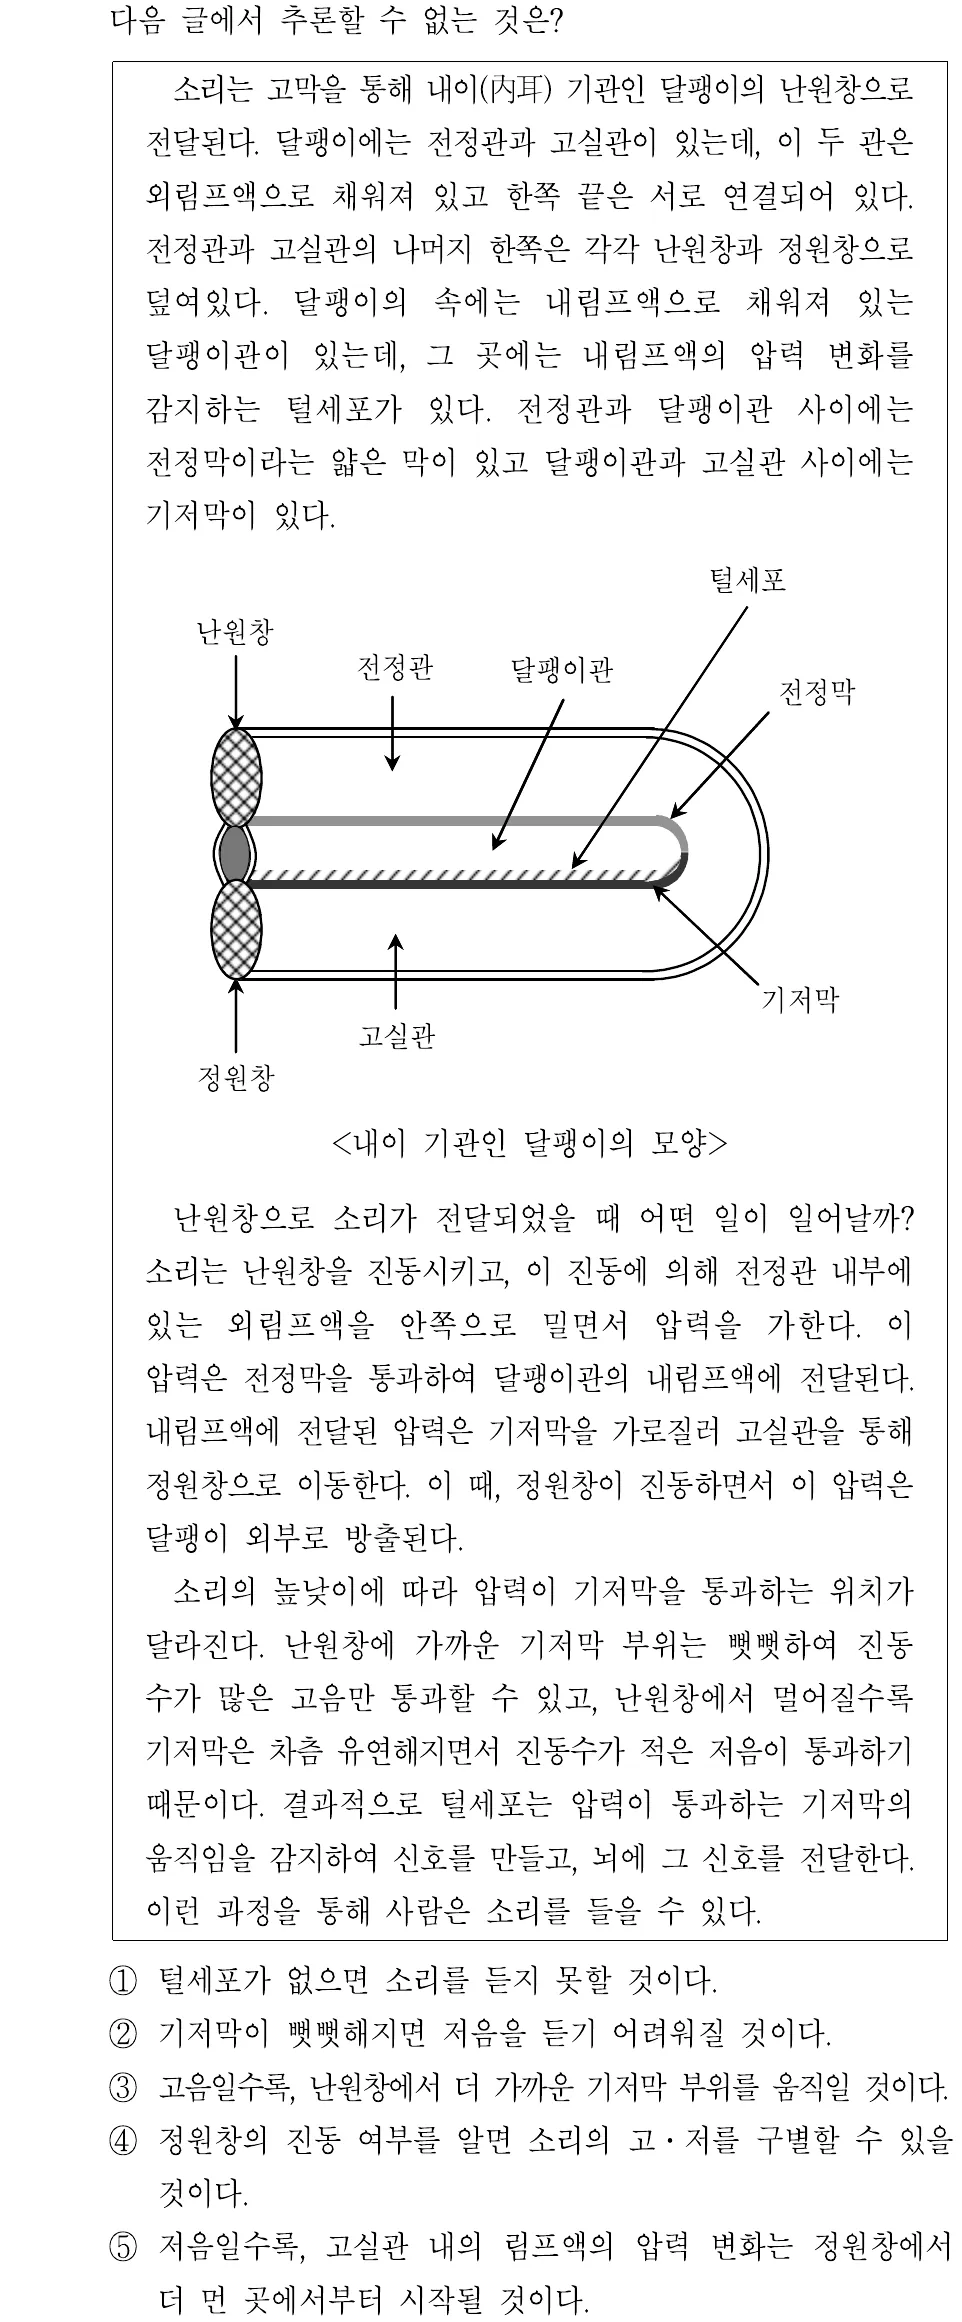 다음 글에서 추론할 수 없는 것은?
소리는 고막을 통해 내이(內耳) 기관인 달팽이의 난원창으로
전달된다. 달팽이에는 전정관과 고실관이 있는데, 이 두 관은
외림프액으로 채워져 있고 한쪽 끝은 서로 연결되어 있다.
전정관과 고실관의 나머지 한쪽은 각각 난원창과 정원창으로
덮여있다. 달팽이의 속에는 내림프액으로 채워져 있는
달팽이관이 있는데, 그 곳에는 내림프액의 압력 변화를
감지하는 털세포가 있다. 전정관과 달팽이관 사이에는
전정막이라는 얇은 막이 있고 달팽이관과 고실관 사이에는
기저막이 있다.
털세포
난원창
전정관
달팽이관
전정막
기저막
고실관
정원창
<내이 기관인 달팽이의 모양>
난원창으로 소리가 전달되었을 때 어떤 일이 일어날까?
소리는 난원창을 진동시키고, 이 진동에 의해 전정관 내부에
있는 외림프액을 안쪽으로 밀면서 압력을 가한다. 이
압력은 전정막을 통과하여 달팽이관의 내림프액에 전달된다.
내림프액에 전달된 압력은 기저막을 가로질러 고실관을 통해
정원창으로 이동한다. 이 때, 정원창이 진동하면서 이 압력은
달팽이 외부로 방출된다.
소리의 높낮이에 따라 압력이 기저막을 통과하는 위치가
달라진다. 난원창에 가까운 기저막 부위는 뻣뻣하여 진동
수가 많은 고음만 통과할 수 있고, 난원창에서 멀어질수록
기저막은 차츰 유연해지면서 진동수가 적은 저음이 통과하기
때문이다. 결과적으로 털세포는 압력이 통과하는 기저막의
움직임을 감지하여 신호를 만들고, 뇌에 그 신호를 전달한다.
이런 과정을 통해 사람은 소리를 들을 수 있다.
① 털세포가 없으면 소리를 듣지 못할 것이다.
② 기저막이 뻣뻣해지면 저음을 듣기 어려워질 것이다.
③ 고음일수록, 난원창에서 더 가까운 기저막 부위를 움직일 것이다.
④ 정원창의 진동 여부를 알면 소리의 고·저를 구별할 수 있을
것이다.
⑤ 저음일수록, 고실관 내의 림프액의 압력 변화는 정원창에서
더 먼 곳에서부터 시작될 것이다.